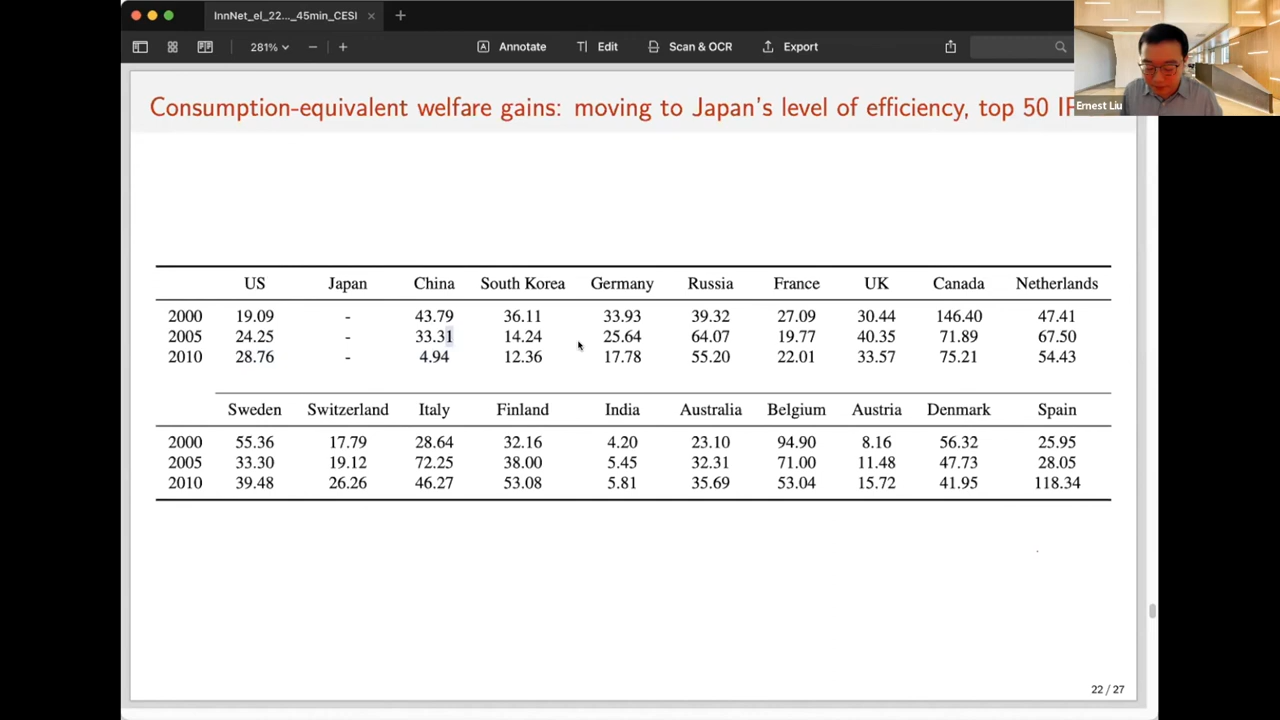 InnNet_el_22..._45min_CESI
281%
Annotate
Edit
Scan & OCR
Export
Ernest Liu
Consumption-equivalent welfare gains: moving to Japan's level of efficiency, top 50
US Japan China South Korea Germany Russia France UK Canada Netherlands
2000 19.09 - 43.79 36.11 33.93 39.32 27.09 30.44 146.40 47.41
2005 24.25 - 33.31 14.24 25.64 64.07 19.77 40.35 71.89 67.50
2010 28.76 - 4.94 12.36 17.78 55.20 22.01 33.57 75.21 54.43
Sweden Switzerland Italy Finland India Australia Belgium Austria Denmark Spain
2000 55.36 17.79 28.64 32.16 4.20 23.10 94.90 8.16 56.32 25.95
2005 33.30 19.12 72.25 38.00 5.45 32.31 71.00 11.48 47.73 28.05
2010 39.48 26.26 46.27 53.08 5.81 35.69 53.04 15.72 41.95 118.34
22 / 27